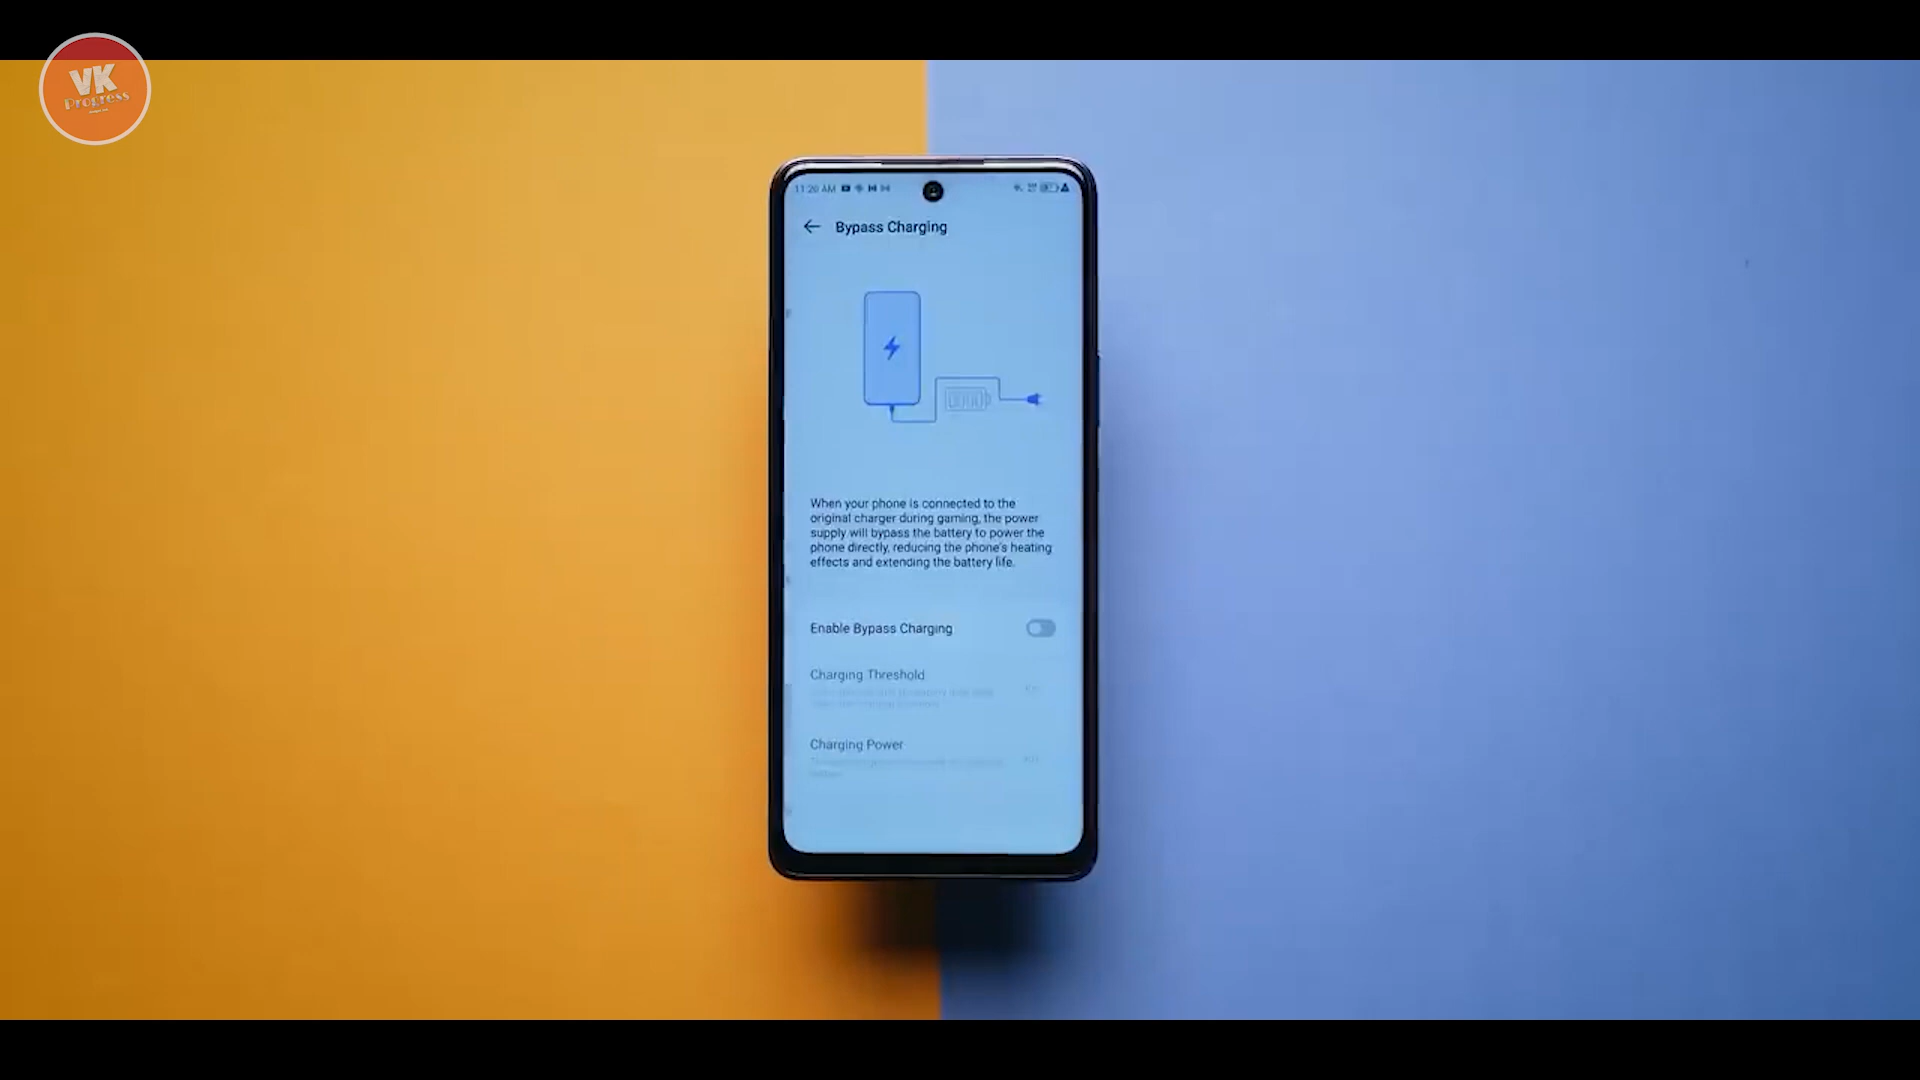 VK
Progress
11:20 AM
Bypass Charging
When your phone is connected to the
original charger during gaming, the power
supply will bypass the battery to power the
phone directly, reducing the phone's heating
effects and extending the battery life.
Enable Bypass Charging
Charging Threshold
Charging Power